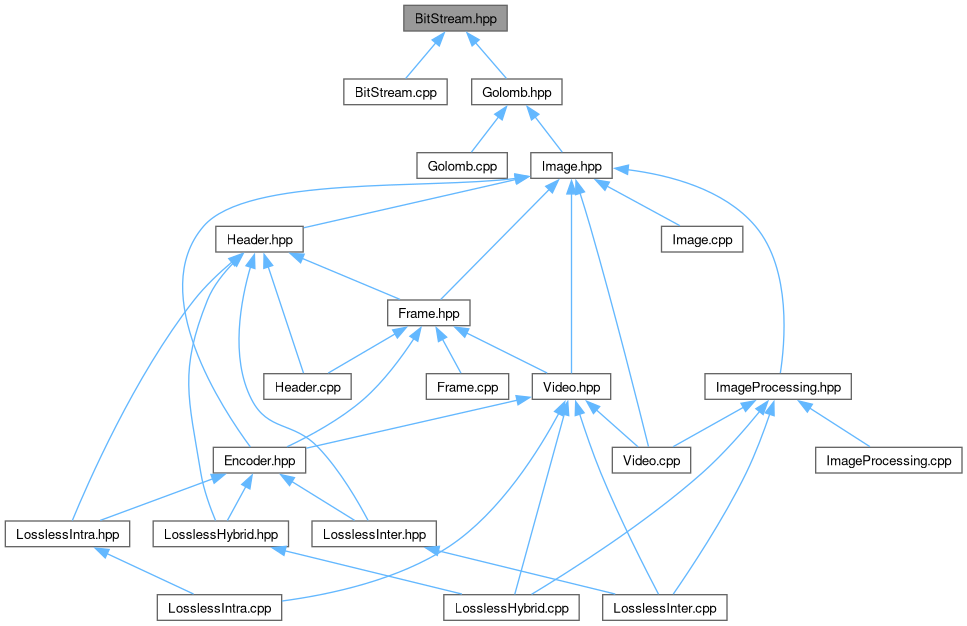 BitStream.hpp
BitStream.cpp
Golomb.hpp
Golomb.cpp
Image.hpp
Header.hpp
Image.cpp
Frame.hpp
Header.cpp
Frame.cpp
Video.hpp
ImageProcessing.hpp
Encoder.hpp
Video.cpp
ImageProcessing.cpp
LosslessIntra.hpp
LosslessHybrid.hpp
LosslessInter.hpp
LosslessIntra.cpp
LosslessHybrid.cpp
LosslessInter.cpp